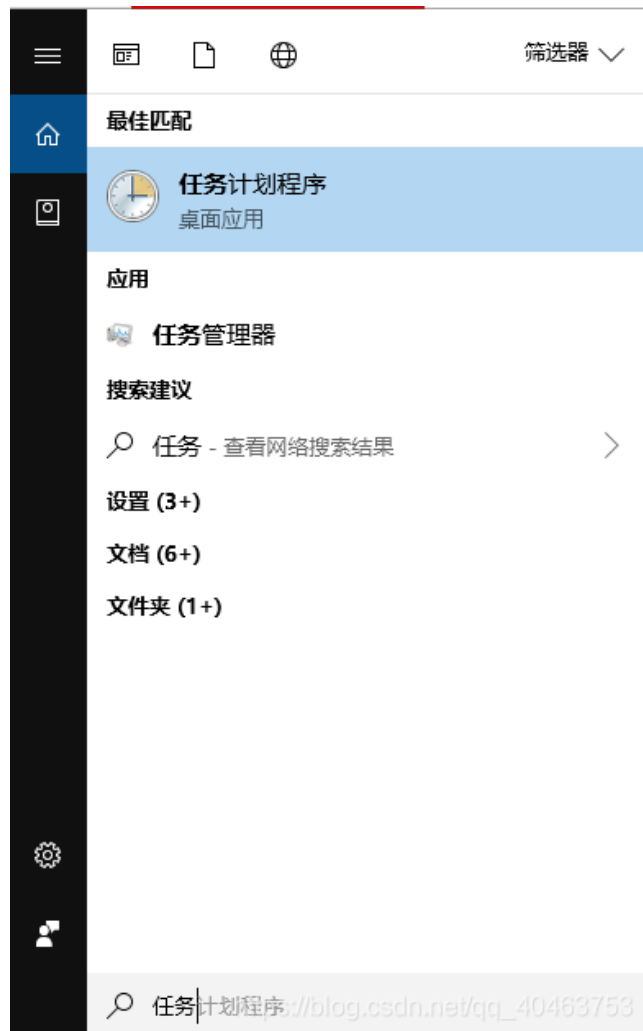 筛选器
最佳匹配
任务计划程序
桌面应用
应用
任务管理器
搜索建议
任务 - 查看网络搜索结果
设置 (3+)
文档 (6+)
文件夹 (1+)
任务计划程序s://blog.csdn.net/qq_40463753